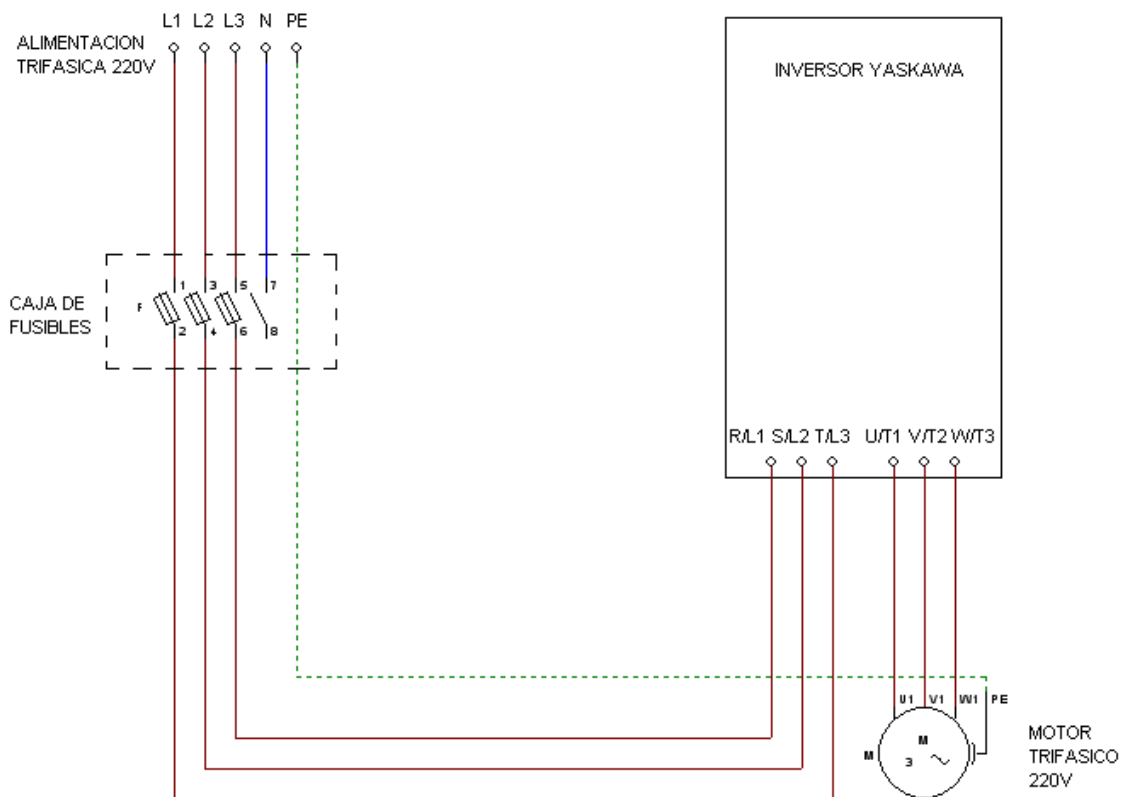 L1 L2 L3 N PE
ALIMENTACION
TRIFASICA 220V
INVERSOR YASKAWA
CAJA DE
FUSIBLES
F
1 3 5 7
2 4 6 8
R/L1 S/L2 T/L3 U/T1 V/T2 W/T3
U1 V1 W1 PE
M
M
3
MOTOR
TRIFASICO
220V